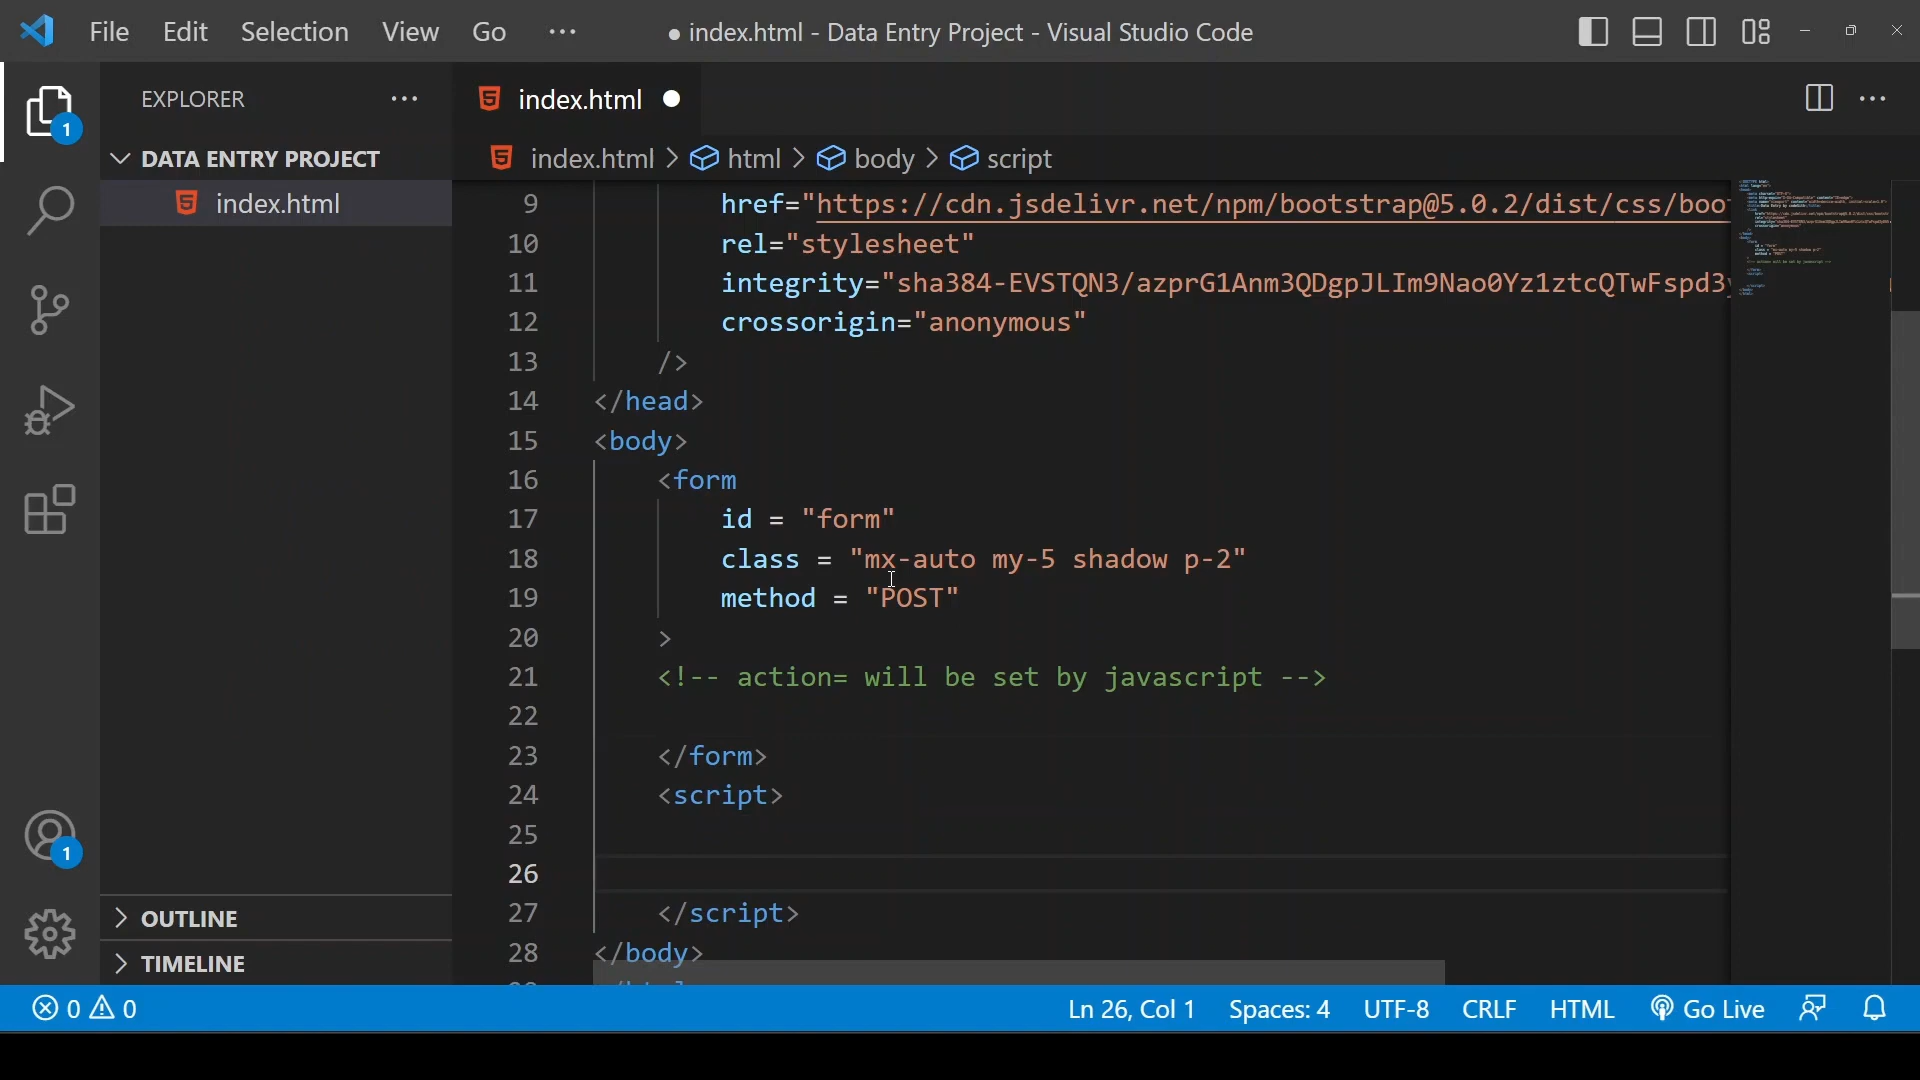 File Edit Selection View Go ··· ● index.html - Data Entry Project - Visual Studio Code
EXPLORER ···
index.html ●
1
DATA ENTRY PROJECT
index.html > html > body > script
index.html
9 href="https://cdn.jsdelivr.net/npm/bootstrap@5.0.2/dist/css/boo
10 rel="stylesheet"
11 integrity="sha384-EVSTQN3/azprG1Anm3QDgpJLIm9Nao0Yz1ztcQTwFspd3
12 crossorigin="anonymous"
13 />
14 </head>
15 <body>
16 <form
17 id = "form"
18 class = "mx-auto my-5 shadow p-2"
19 method = "POST"
20 >
21 <!-- action= will be set by javascript -->
22
23 </form>
24 <script>
25
26
27 </script>
28 </body>
1
OUTLINE
TIMELINE
0 0 Ln 26, Col 1 Spaces: 4 UTF-8 CRLF HTML Go Live